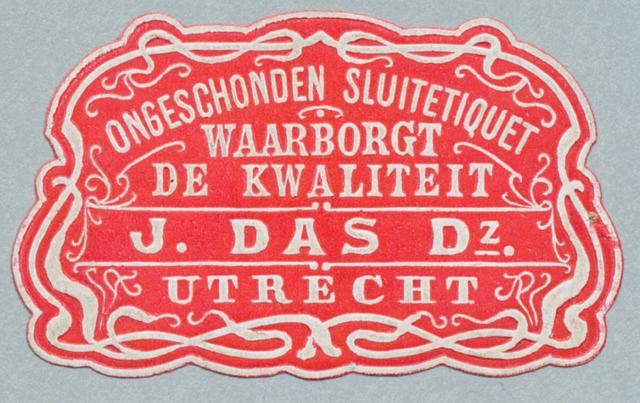 ONGESCHONDEN SLUITETIQUET
WAARBORGT
DE KWALITEIT
J. DAS Dz.
UTRECHT